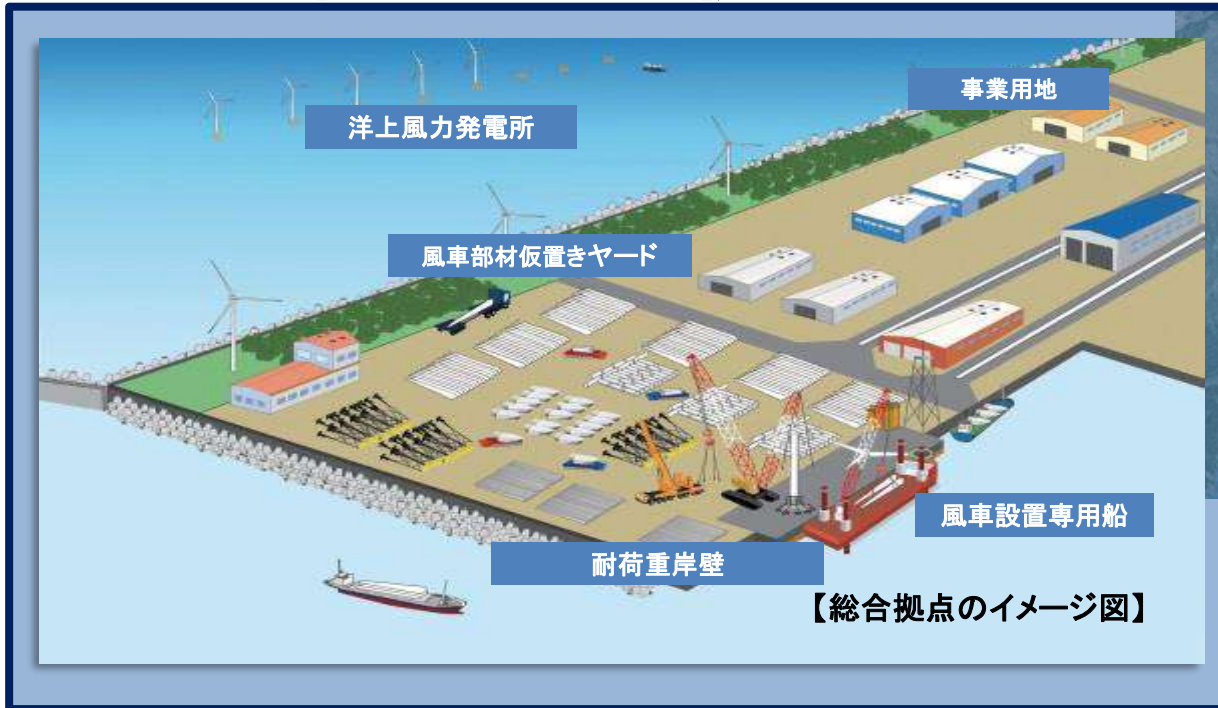 事業用地
洋上風力発電所
風車部材仮置きヤード
風車設置専用船
耐荷重岸壁
【総合拠点のイメージ図】